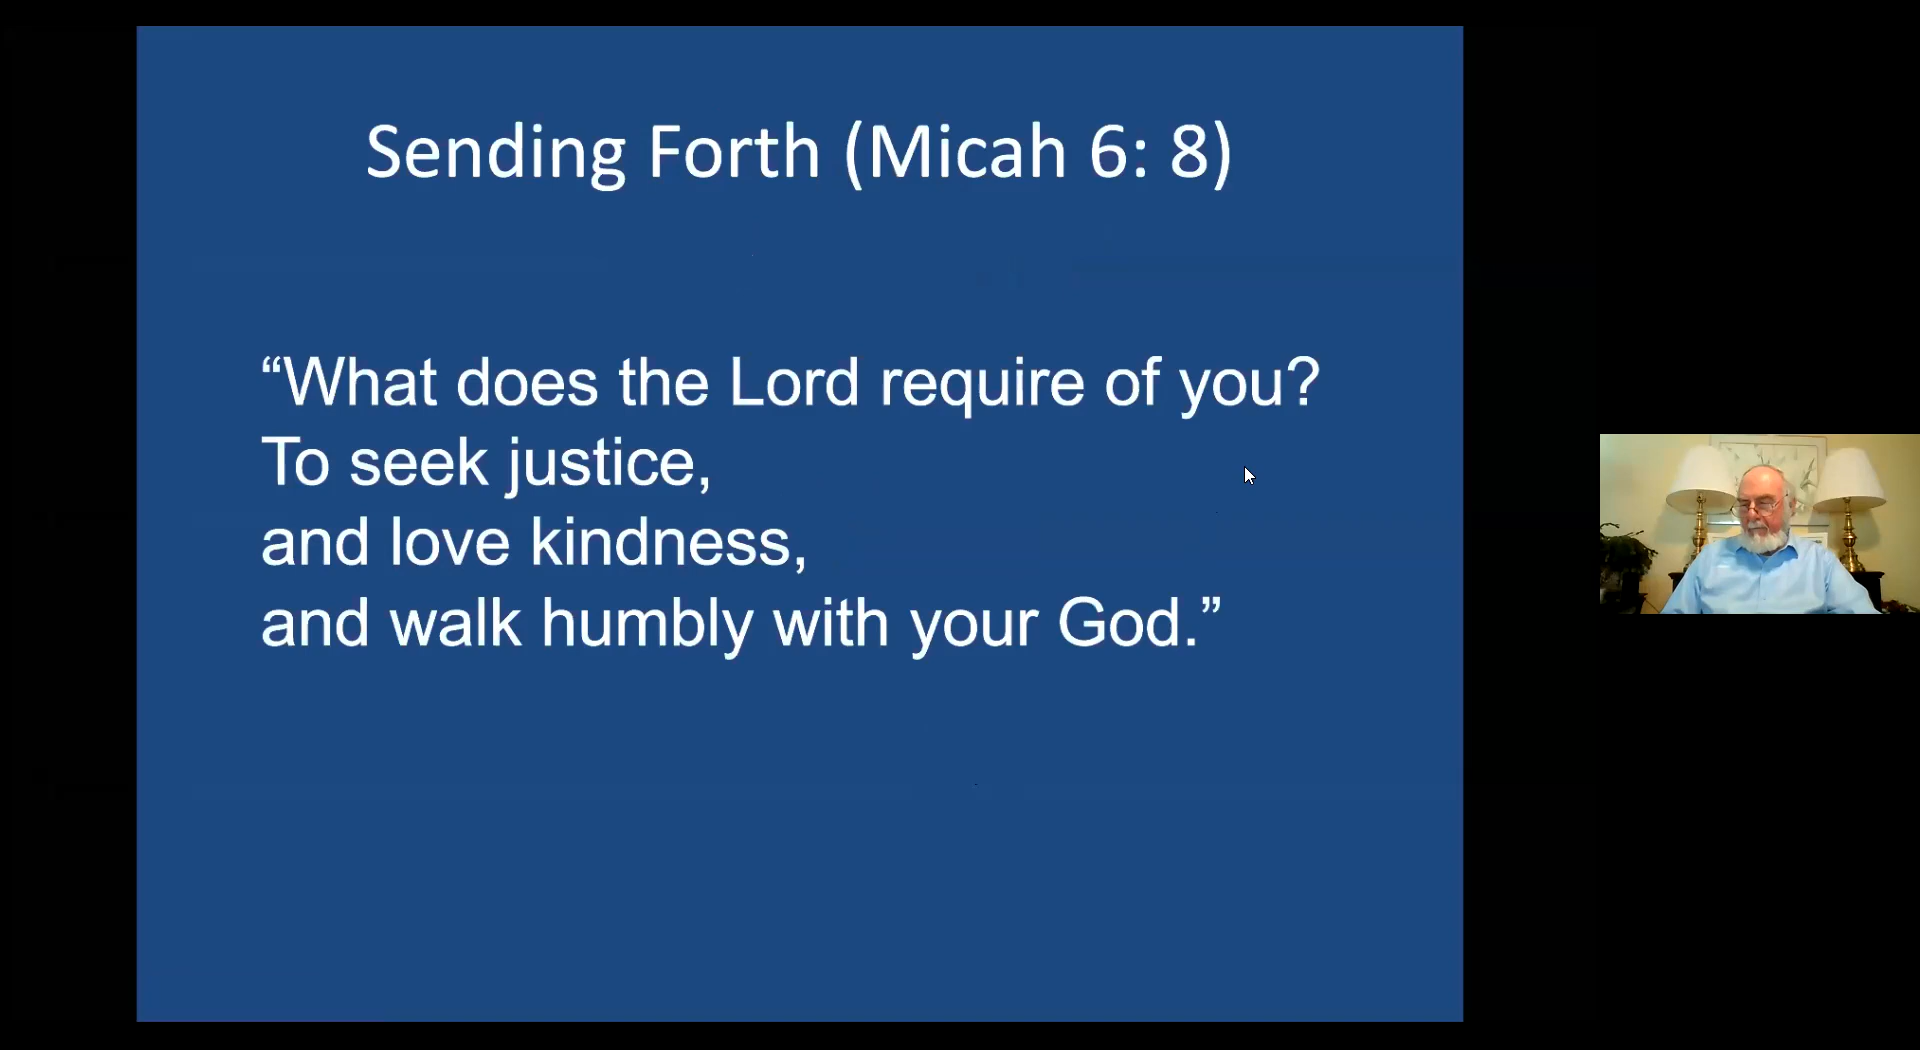 Sending Forth (Micah 6: 8)
“What does the Lord require of you?
To seek justice,
and love kindness,
and walk humbly with your God.”